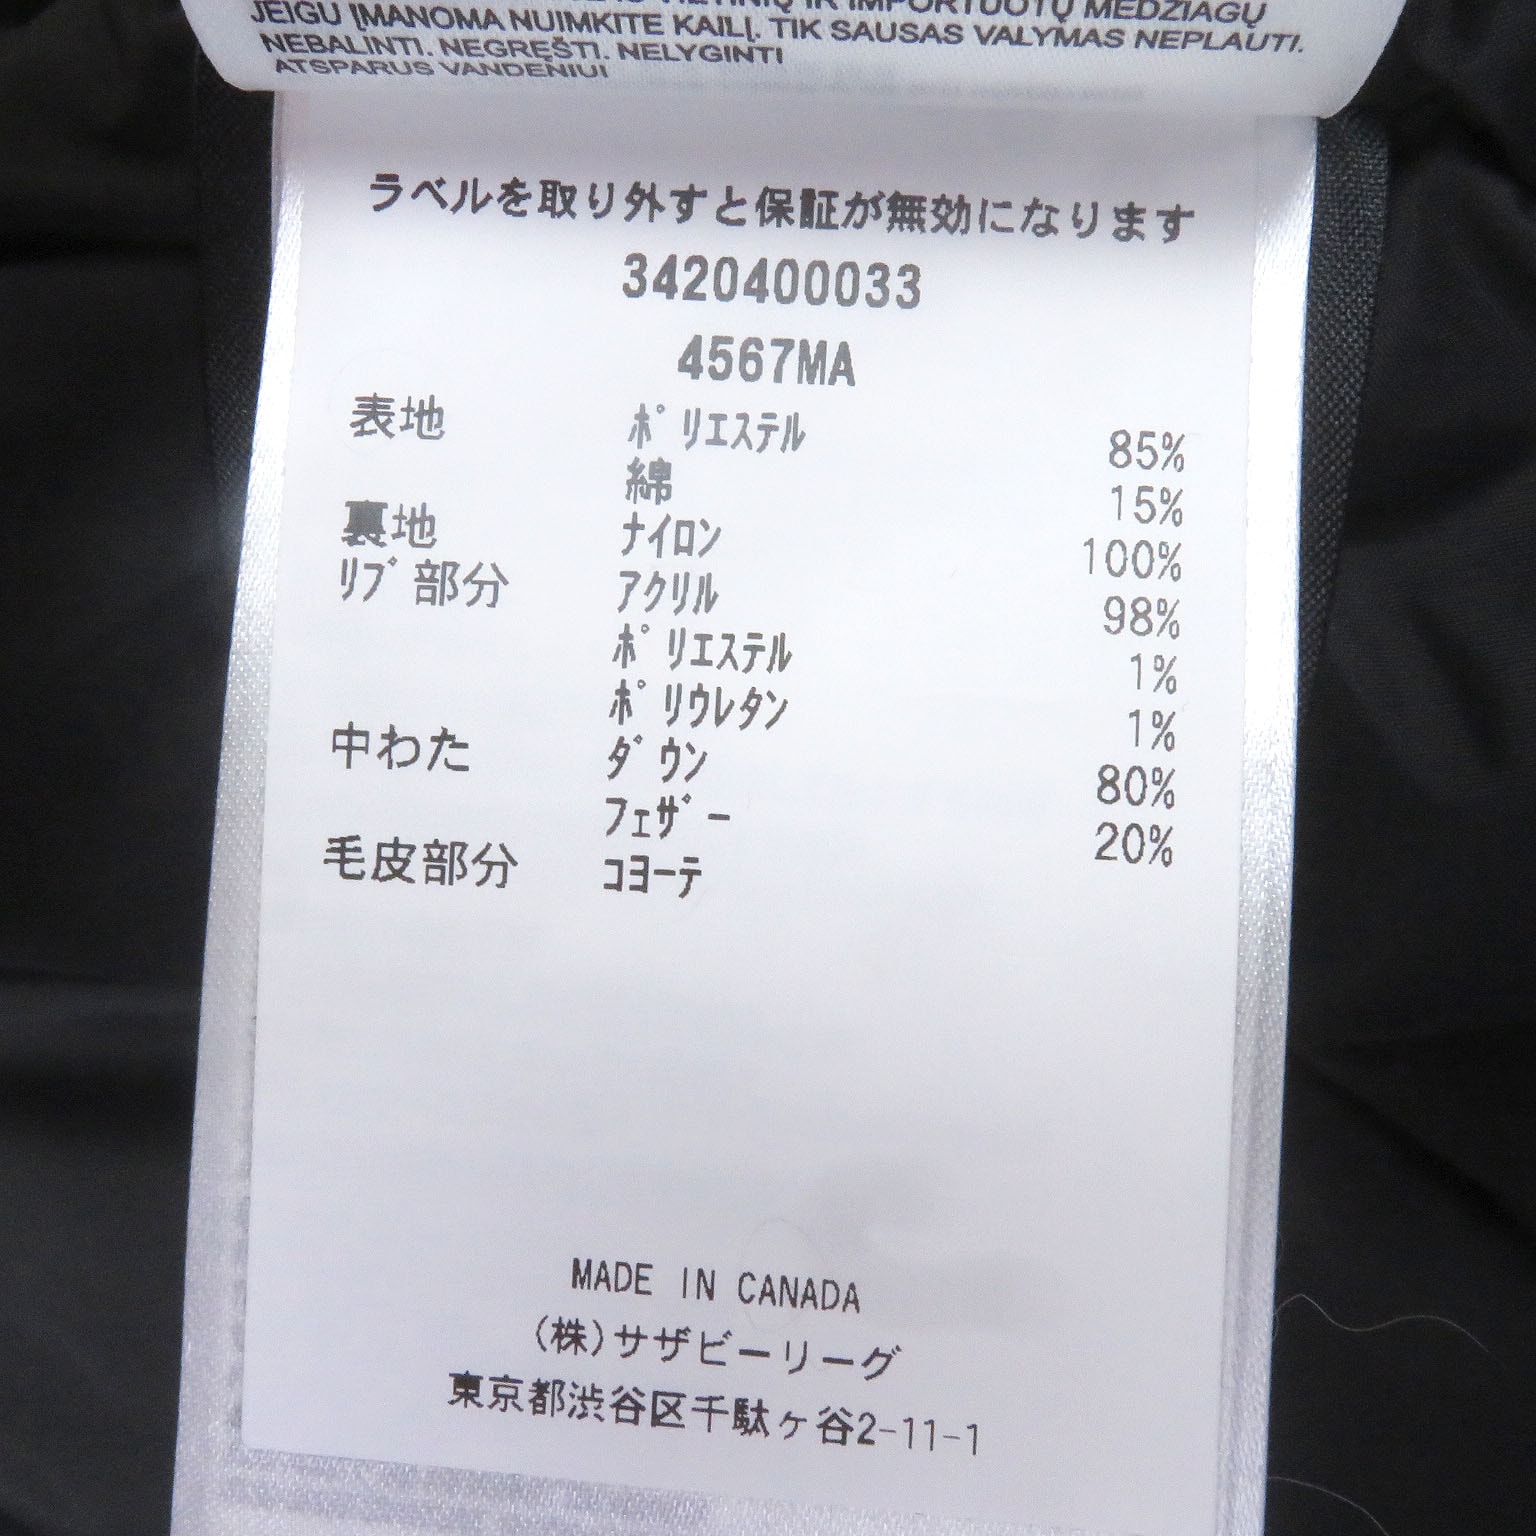 JEIGU ĮMANOMA NUIMKITE KAILĮ. TIK SAUSAS VALYMAS NEPLAUTI.
NEBALINTI. NEGRĘŠTI. NELYGINTI
ATSPARUS VANDENIUI
ラベルを取り外すと保証が無効になります
3420400033
4567MA
表地 ポリエステル 85%
綿 15%
裏地 ナイロン 100%
リブ部分 アクリル 98%
ポリエステル 1%
ポリウレタン 1%
中わた ダウン 80%
フェザー 20%
毛皮部分 コヨーテ
MADE IN CANADA
(株)サザビーリーグ
東京都渋谷区千駄ヶ谷2-11-1